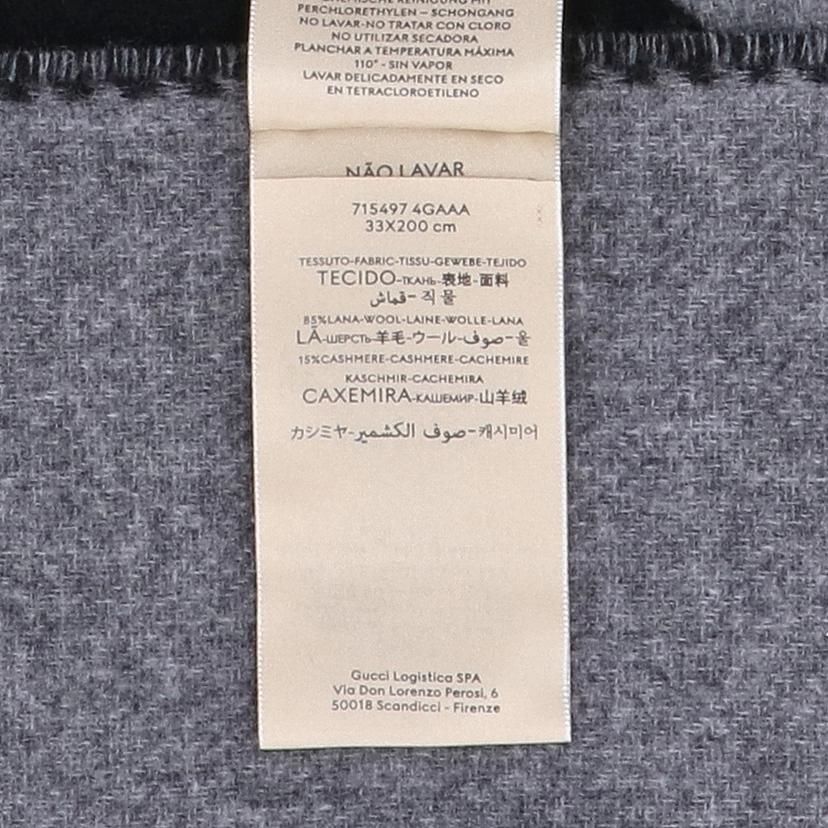 CHEMISCHE REINIGUNG MIT
PERCHLORETHYLEN – SCHONGANG
NO LAVAR-NO TRATAR CON CLORO
NO UTILIZAR SECADORA
PLANCHAR A TEMPERATURA MÁXIMA
110° - SIN VAPOR
LAVAR DELICADAMENTE EN SECO
EN TETRACLOROETILENO
NÃO LAVAR
715497 4GAAA
33X200 cm
TESSUTO-FABRIC-TISSU-GEWEBE-TEJIDO
TECIDO-ТКАНЬ-表地-面料
قماش-직물
85%LANA-WOOL-LAINE-WOLLE-LANA
LÃ-ШЕРСТЬ-羊毛-ウール-صوف-울
15%CASHMERE-CASHMERE-CACHEMIRE
KASCHMIR-CACHEMIRA
CAXEMIRA-КАШЕМИР-山羊绒
カシミヤ-صوف الكشمير-캐시미어
Gucci Logistica SPA
Via Don Lorenzo Perosi, 6
50018 Scandicci - Firenze